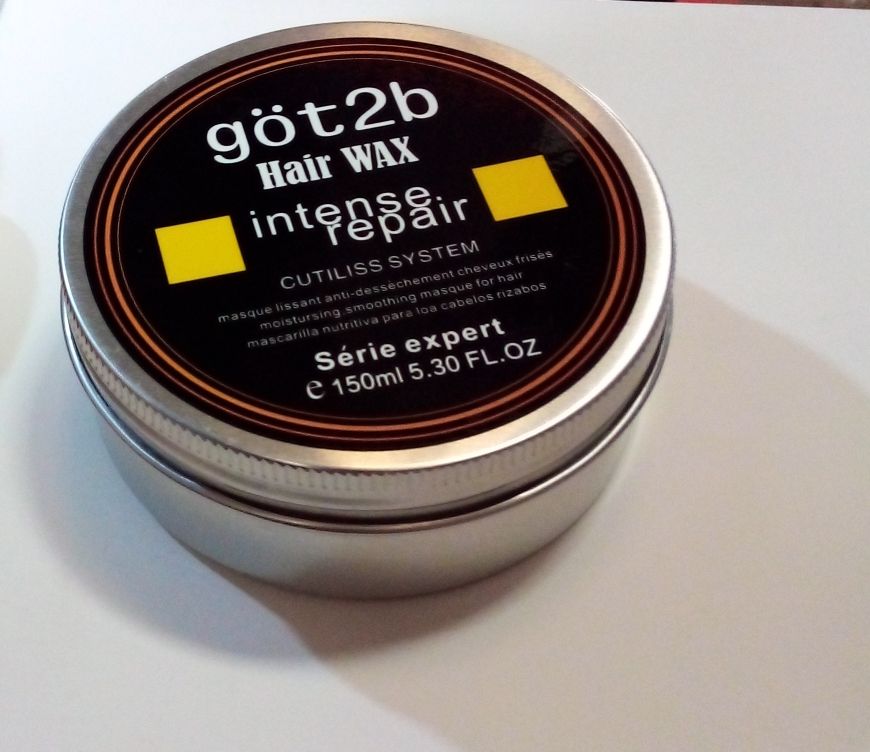 göt2b
Hair WAX
intense
repair
CUTILISS SYSTEM
masque lissant anti-dessèchement cheveux frisés
moistursing smoothing masque for hair
mascarilla nutritiva para loa cabelos rizabos
Série expert
e 150ml 5.30 FL.OZ